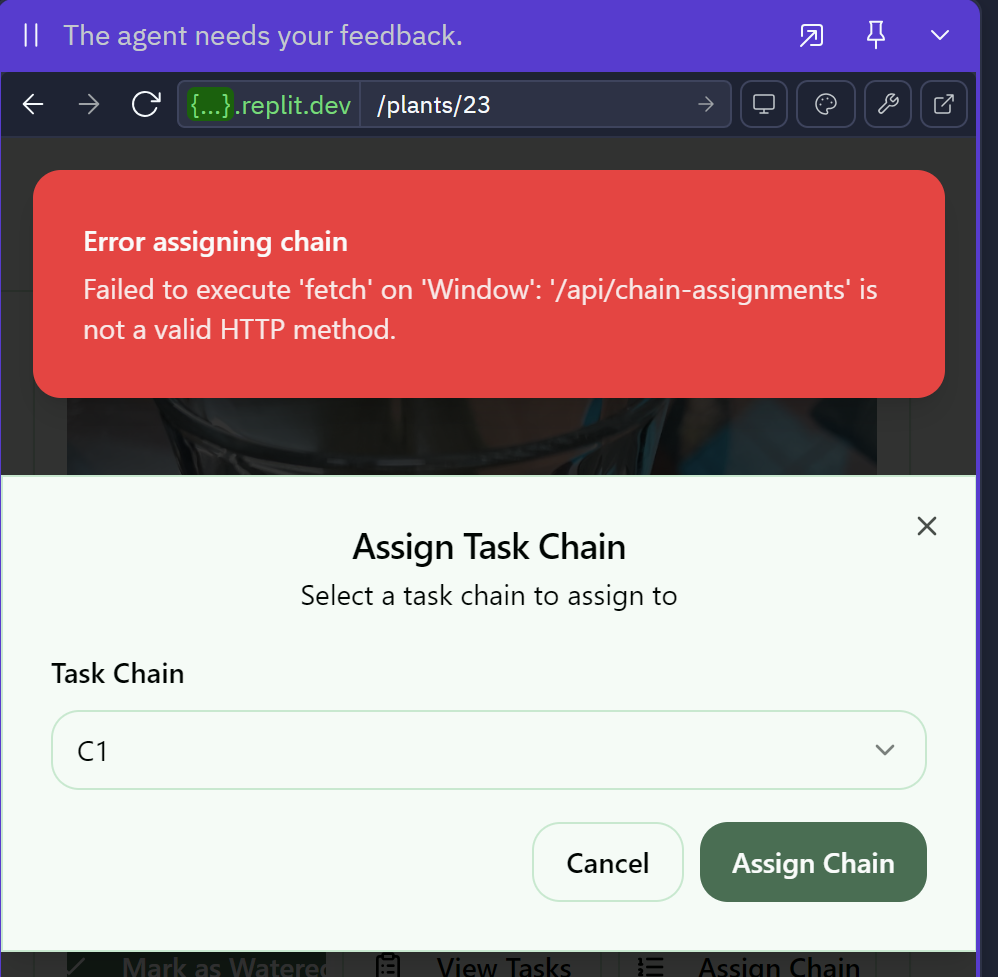 The agent needs your feedback.
{...}.replit.dev /plants/23
Error assigning chain
Failed to execute 'fetch' on 'Window': '/api/chain-assignments' is
not a valid HTTP method.
Assign Task Chain
Select a task chain to assign to
Task Chain
C1
Cancel Assign Chain
Mark as Watered View Tasks Assign Chain